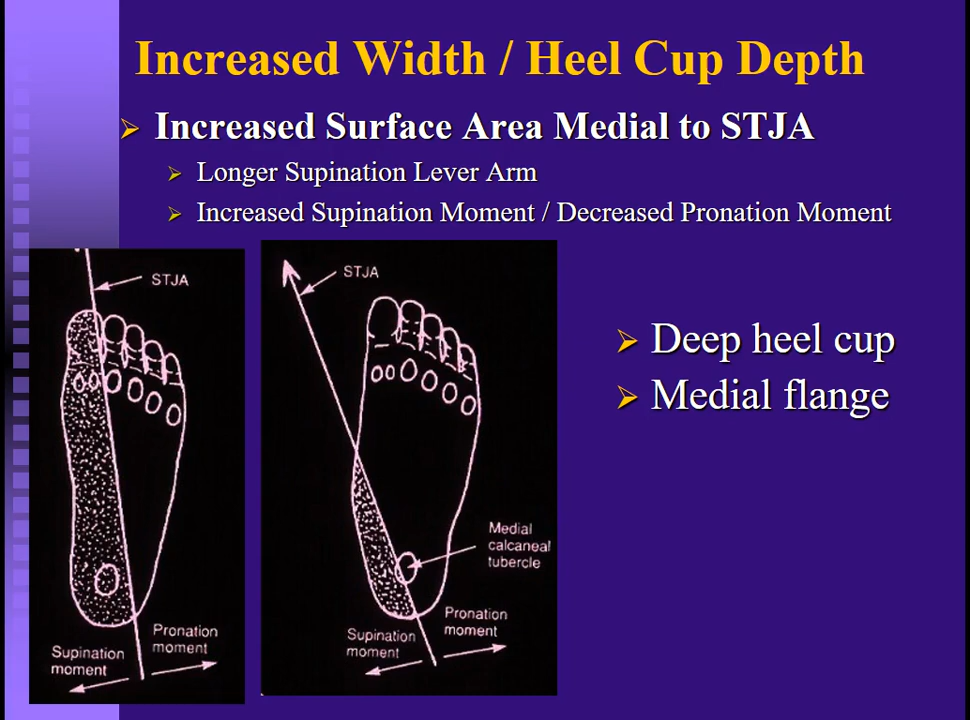 Increased Width / Heel Cup Depth
Increased Surface Area Medial to STJA
Longer Supination Lever Arm
Increased Supination Moment / Decreased Pronation Moment
STJA
Pronation
moment
Supination
moment
STJA
Medial
calcaneal
tubercle
Pronation
moment
Supination
moment
Deep heel cup
Medial flange